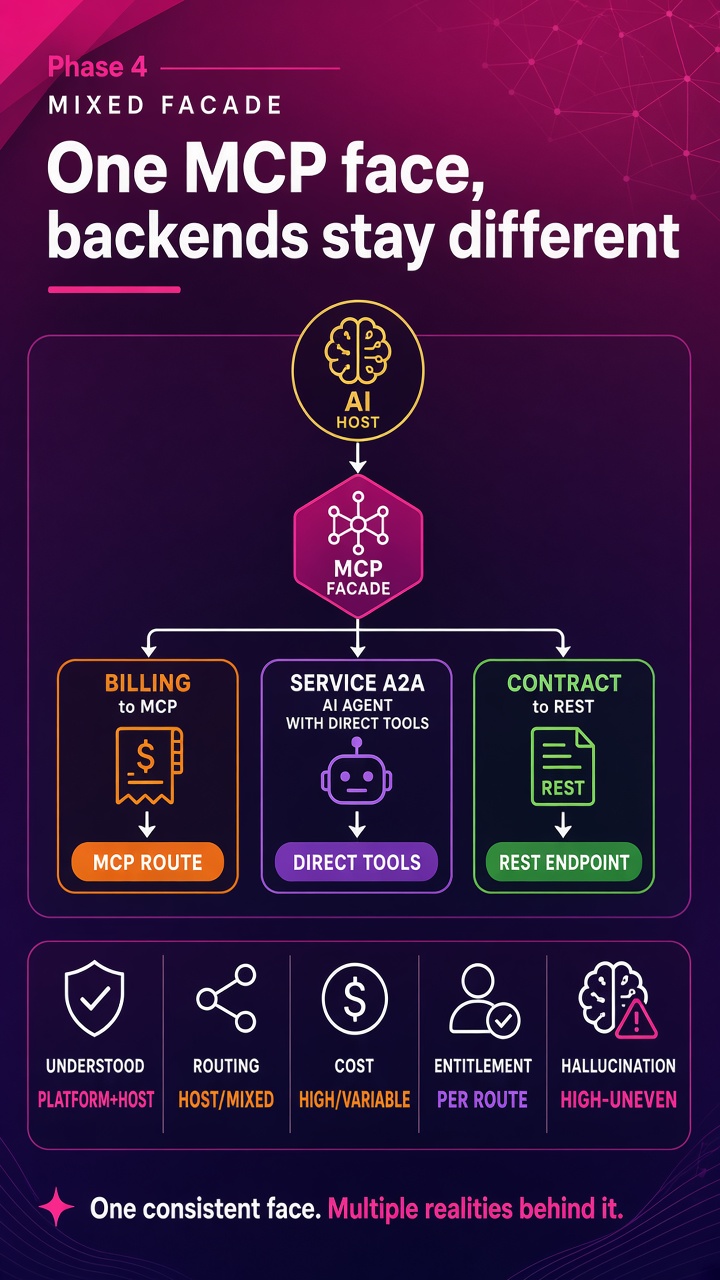 Phase 4
MIXED FACADE
One MCP face,
backends stay different
AI
HOST
MCP
FACADE
BILLING
to MCP
$
MCP ROUTE
SERVICE A2A
AI AGENT
WITH DIRECT TOOLS
DIRECT TOOLS
CONTRACT
to REST
REST
REST ENDPOINT
$
UNDERSTOOD
PLATFORM+HOST
ROUTING
HOST/MIXED
COST
HIGH/VARIABLE
ENTITLEMENT
PER ROUTE
HALLUCINATION
HIGH-UNEVEN
One consistent face. Multiple realities behind it.